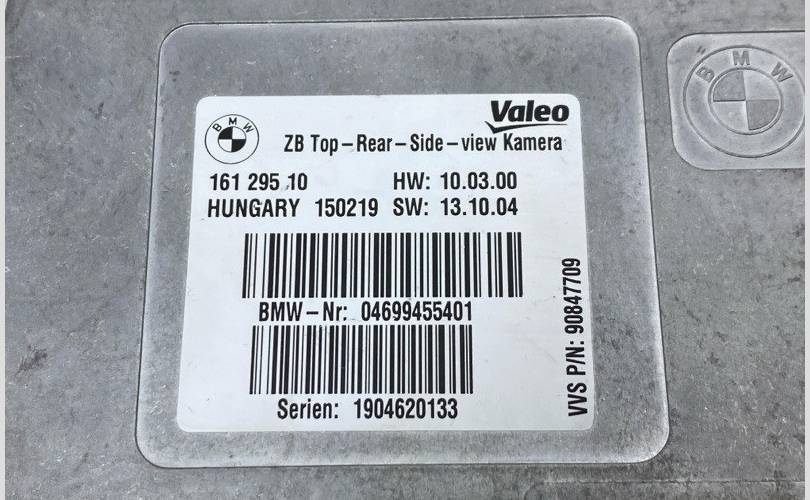 BMW
Valeo
ZB Top-Rear-Side-view Kamera
161 295 10 HW: 10.03.00
HUNGARY 150219 SW: 13.10.04
BMW-Nr: 04699455401
Serien: 1904620133
VVS P/N: 90847709
BMW